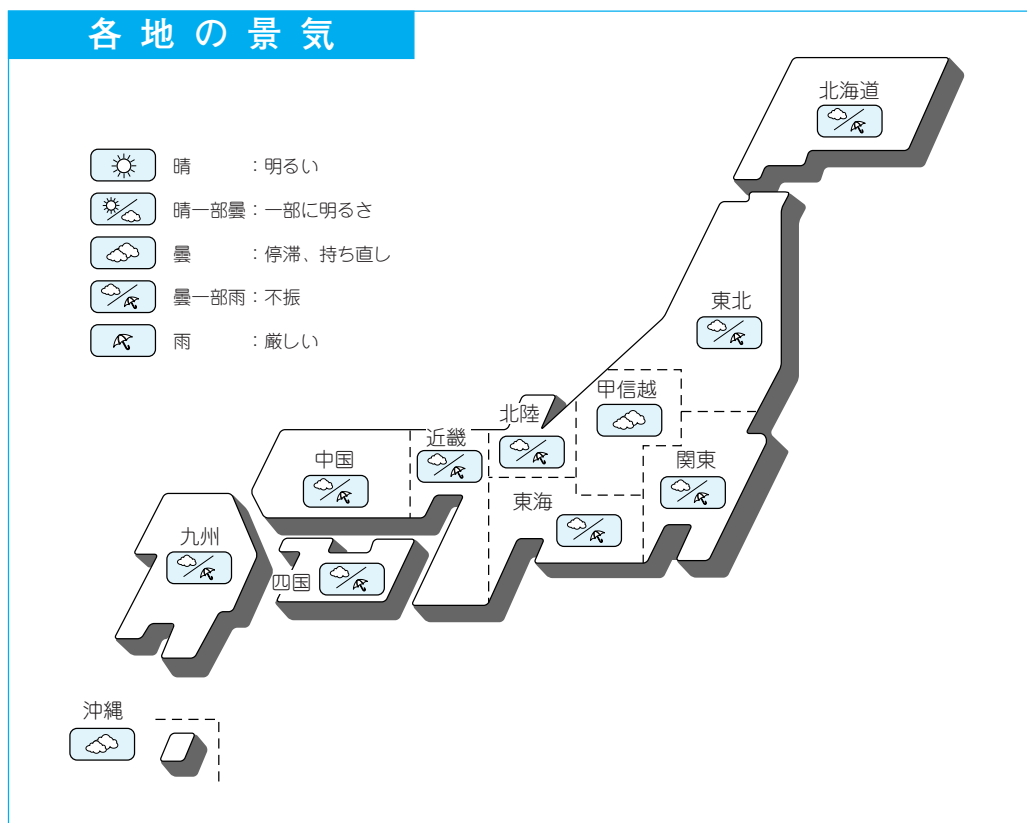 各地の景気
北海道
晴　　　：明るい
晴一部曇：一部に明るさ
曇　　　：停滞、持ち直し
曇一部雨：不振
雨　　　：厳しい
東北
甲信越
北陸
近畿
中国
関東
東海
九州
四国
沖縄